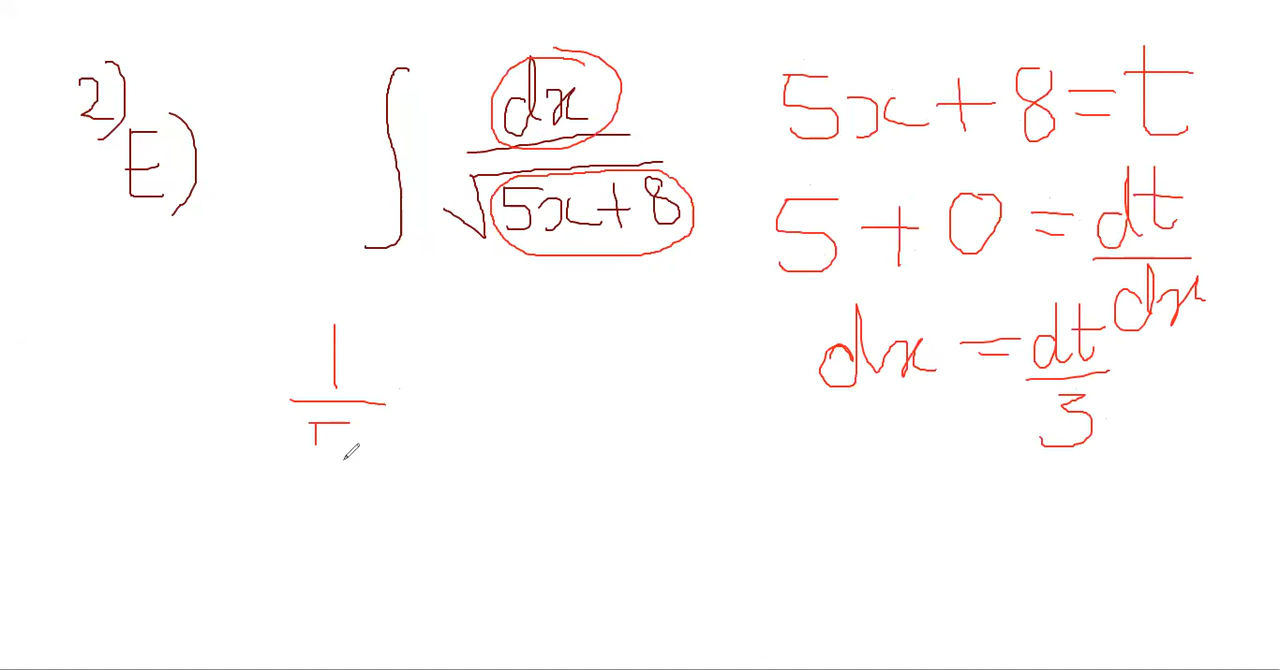 2)
E) ∫ dx / √(5x+8)
5x+8=t
5+0=dt/dx
dx=dt/3
1